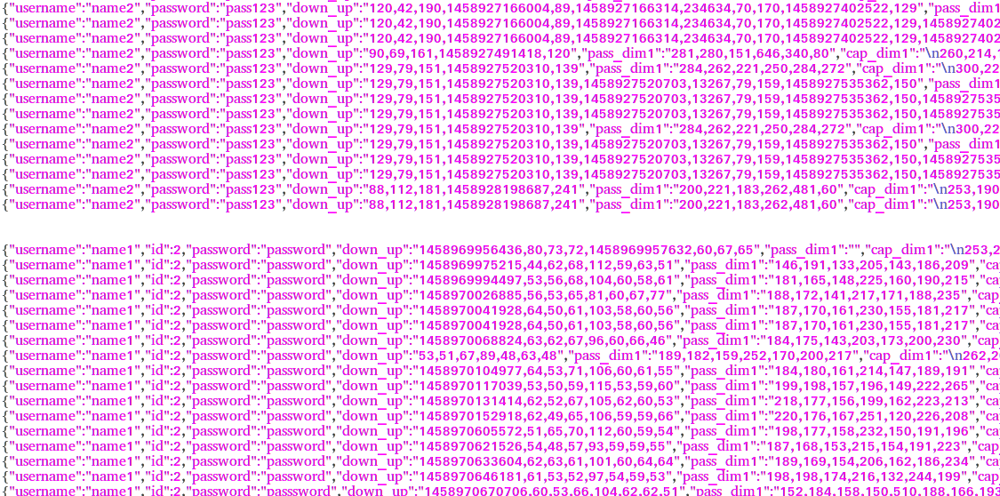 {"username":"name2","password":"pass123","down_up":"120,42,190,1458927166004,89,1458927166314,234634,70,170,1458927402522,129","pass_dim1
{"username":"name2","password":"pass123","down_up":"120,42,190,1458927166004,89,1458927166314,234634,70,170,1458927402522,129,145892740
{"username":"name2","password":"pass123","down_up":"120,42,190,1458927166004,89,1458927166314,234634,70,170,1458927402522,129,145892740
{"username":"name2","password":"pass123","down_up":"90,69,161,1458927491418,120","pass_dim1":"281,280,151,646,340,80","cap_dim1":"\n260,214,1
{"username":"name2","password":"pass123","down_up":"129,79,151,1458927520310,139","pass_dim1":"284,262,221,250,284,272","cap_dim1":"\n300,22
{"username":"name2","password":"pass123","down_up":"129,79,151,1458927520310,139,1458927520703,13267,79,159,1458927535362,150","pass_dim1
{"username":"name2","password":"pass123","down_up":"129,79,151,1458927520310,139,1458927520703,13267,79,159,1458927535362,150,1458927535
{"username":"name2","password":"pass123","down_up":"129,79,151,1458927520310,139,1458927520703,13267,79,159,1458927535362,150,1458927535
{"username":"name2","password":"pass123","down_up":"129,79,151,1458927520310,139","pass_dim1":"284,262,221,250,284,272","cap_dim1":"\n300,22
{"username":"name2","password":"pass123","down_up":"129,79,151,1458927520310,139,1458927520703,13267,79,159,1458927535362,150","pass_dim1
{"username":"name2","password":"pass123","down_up":"129,79,151,1458927520310,139,1458927520703,13267,79,159,1458927535362,150,1458927535
{"username":"name2","password":"pass123","down_up":"129,79,151,1458927520310,139,1458927520703,13267,79,159,1458927535362,150,1458927535
{"username":"name2","password":"pass123","down_up":"88,112,181,1458928198687,241","pass_dim1":"200,221,183,262,481,60","cap_dim1":"\n253,190
{"username":"name2","password":"pass123","down_up":"88,112,181,1458928198687,241","pass_dim1":"200,221,183,262,481,60","cap_dim1":"\n253,190
{"username":"name1","id":2,"password":"password","down_up":"1458969956436,80,73,72,1458969957632,60,67,65","pass_dim1":"","cap_dim1":"\n253,2
{"username":"name1","id":2,"password":"password","down_up":"1458969975215,44,62,68,112,59,63,51","pass_dim1":"146,191,133,205,143,186,209","ca
{"username":"name1","id":2,"password":"password","down_up":"1458969994497,53,56,68,104,60,58,61","pass_dim1":"181,165,148,225,160,190,215","ca
{"username":"name1","id":2,"password":"password","down_up":"1458970026885,56,53,65,81,60,67,77","pass_dim1":"188,172,141,217,171,188,235","cap_
{"username":"name1","id":2,"password":"password","down_up":"1458970041928,64,50,61,103,58,60,56","pass_dim1":"187,170,161,230,155,181,217","ca
{"username":"name1","id":2,"password":"password","down_up":"1458970041928,64,50,61,103,58,60,56","pass_dim1":"187,170,161,230,155,181,217","ca
{"username":"name1","id":2,"password":"password","down_up":"1458970068824,63,62,67,96,60,66,46","pass_dim1":"184,175,143,203,173,200,230","cap_
{"username":"name1","id":2,"password":"password","down_up":"53,51,67,89,48,63,48","pass_dim1":"189,182,159,252,170,200,217","cap_dim1":"\n262,2
{"username":"name1","id":2,"password":"password","down_up":"1458970104977,64,53,71,106,60,61,55","pass_dim1":"184,180,161,214,147,189,191","ca
{"username":"name1","id":2,"password":"password","down_up":"1458970117039,53,50,59,115,53,59,60","pass_dim1":"199,198,157,196,149,222,265","ca
{"username":"name1","id":2,"password":"password","down_up":"1458970131414,62,52,67,105,62,60,53","pass_dim1":"218,177,156,199,162,223,213","ca
{"username":"name1","id":2,"password":"password","down_up":"1458970152918,62,49,65,106,59,59,66","pass_dim1":"220,176,167,251,120,226,208","ca
{"username":"name1","id":2,"password":"password","down_up":"1458970605572,51,65,70,112,60,59,54","pass_dim1":"198,177,158,232,150,191,196","ca
{"username":"name1","id":2,"password":"password","down_up":"1458970621526,54,48,57,93,59,59,55","pass_dim1":"187,168,153,215,154,191,223","cap_
{"username":"name1","id":2,"password":"password","down_up":"1458970633604,62,63,61,101,60,64,64","pass_dim1":"189,169,154,206,162,186,234","ca
{"username":"name1","id":2,"password":"password","down_up":"1458970646181,61,53,52,97,54,59,53","pass_dim1":"198,198,174,216,132,244,199","cap_
{"username":"name1","id":2,"password":"passsword","down_up":"1458970670706,60,53,66,104,62,62,51","pass_dim1":"152,184,158,150,510,188,166,193